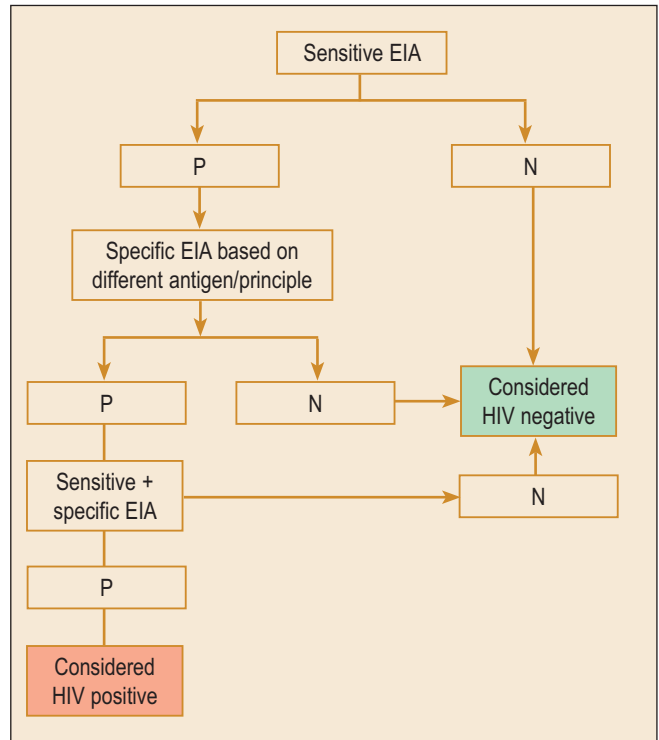 Sensitive EIA
P
N
Specific EIA based on
different antigen/principle
P
N
Considered
HIV negative
Sensitive +
specific EIA
N
P
Considered
HIV positive